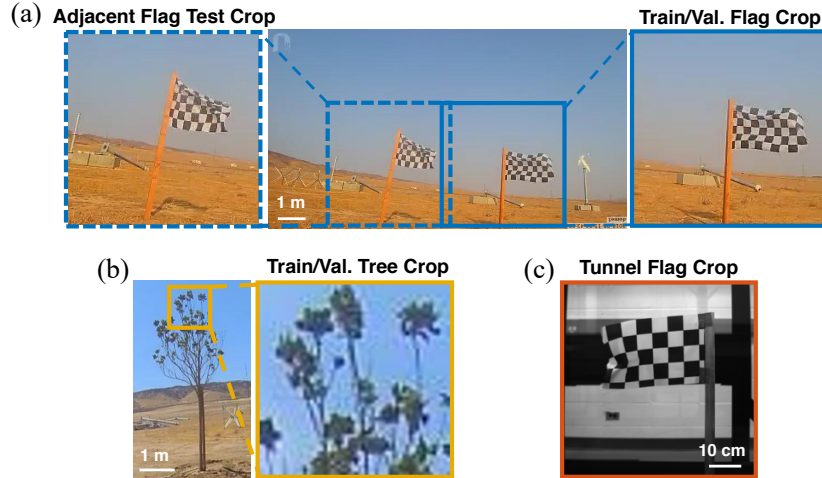 (a)
Adjacent Flag Test Crop
Train/Val. Flag Crop
1 m
(b)
Train/Val. Tree Crop
1 m
(c)
Tunnel Flag Crop
10 cm